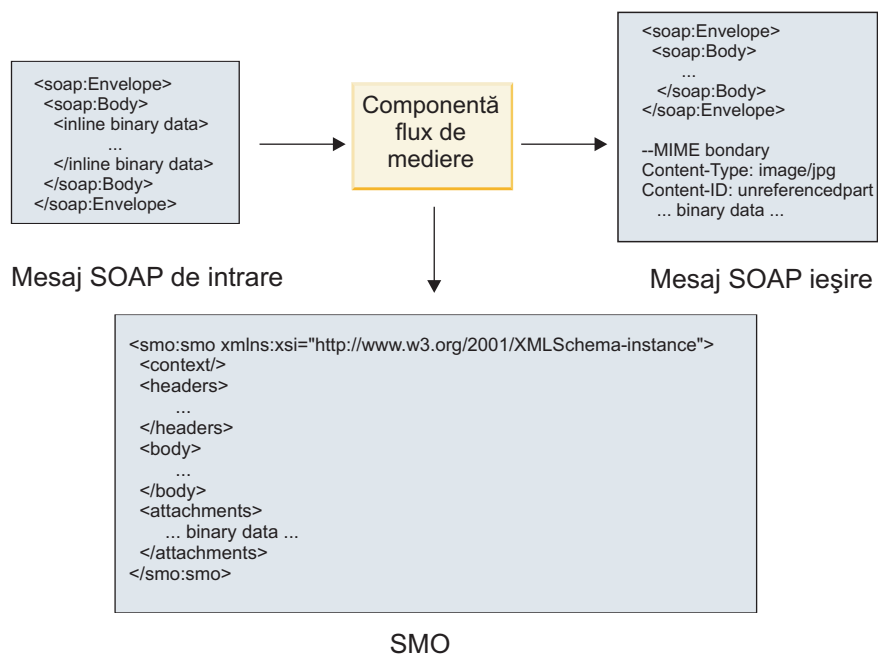 <soap:Envelope>
<soap:Body>
<inline binary data>
...
</inline binary data>
</soap:Body>
</soap:Envelope>
Mesaj SOAP de intrare
Componentă
flux de
mediere
<soap:Envelope>
<soap:Body>
...
</soap:Body>
</soap:Envelope>
--MIME bondary
Content-Type: image/jpg
Content-ID: unreferencedpart
... binary data ...
Mesaj SOAP ieşire
<smo:smo xmlns:xsi="http://www.w3.org/2001/XMLSchema-instance">
<context/>
<headers>
...
</headers>
<body>
...
</body>
<attachments>
... binary data ...
</attachments>
</smo:smo>
SMO